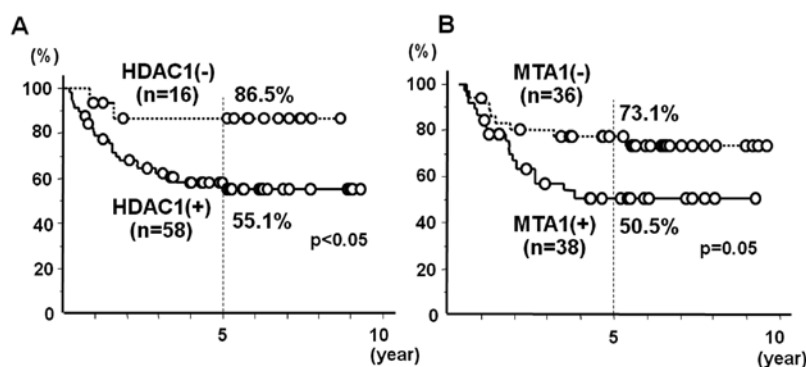 A
(%)
100
80
60
40
20
0
HDAC1(-)
(n=16)
86.5%
HDAC1(+)
(n=58)
55.1%
p<0.05
5
10
(year)
B
(%)
100
80
60
40
20
0
MTA1(-)
(n=36)
73.1%
MTA1(+)
(n=38)
50.5%
p=0.05
5
10
(year)